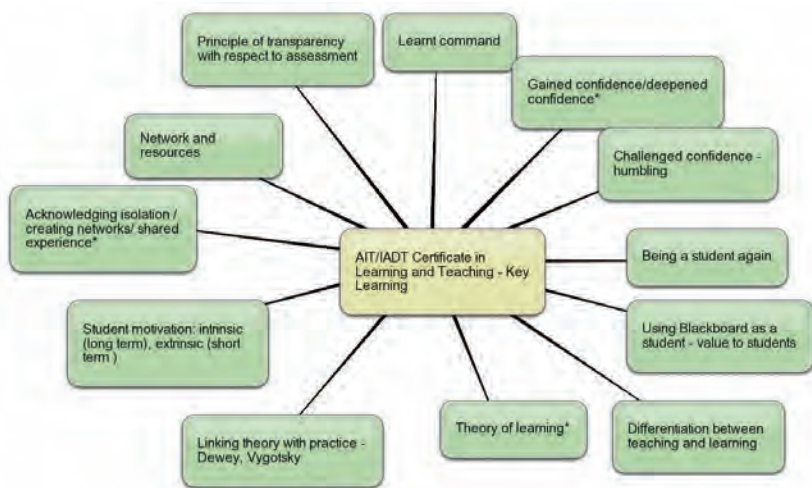 Principle of transparency
with respect to assessment
Learnt command
Gained confidence/deepened
confidence*
Network and
resources
Challenged confidence -
humbling
Acknowledging isolation /
creating networks/ shared
experience*
AIT/IADT Certificate in
Learning and Teaching - Key
Learning
Being a student again
Student motivation: intrinsic
(long term), extrinsic (short
term )
Using Blackboard as a
student - value to students
Linking theory with practice -
Dewey, Vygotsky
Theory of learning*
Differentiation between
teaching and learning